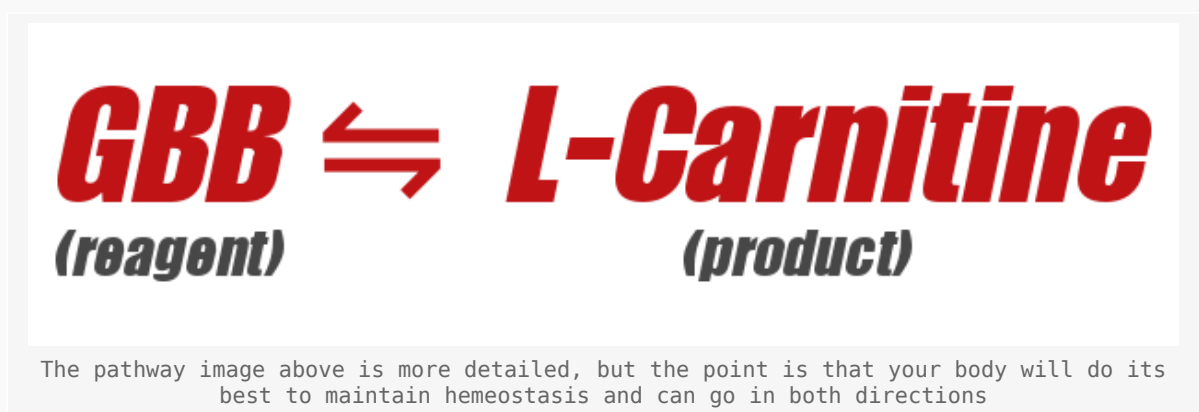 GBB ⇋ L-Carnitine
(reagent) (product)
The pathway image above is more detailed, but the point is that your body will do its
best to maintain hemeostasis and can go in both directions